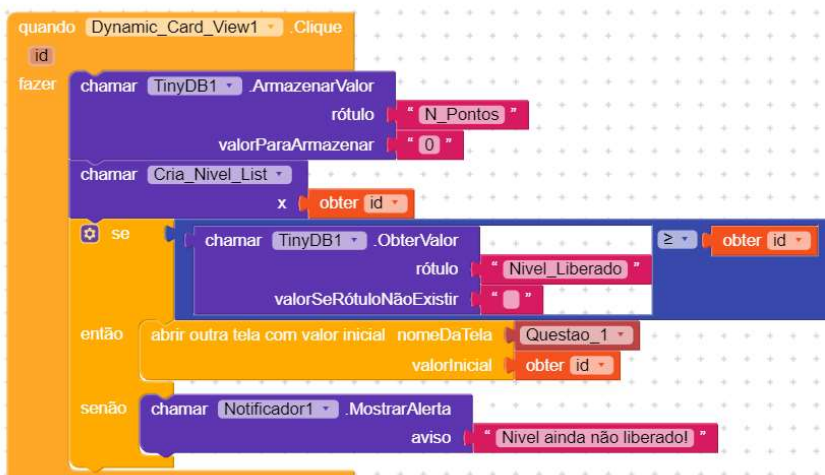 quando Dynamic_Card_View1 .Clique
id
fazer chamar TinyDB1 .ArmazenarValor
rótulo " N_Pontos "
valorParaArmazenar " 0 "
chamar Cria_Nivel_List
x obter id
se chamar TinyDB1 .ObterValor ≥ obter id
rótulo " Nivel_Liberado "
valorSeRótuloNãoExistir " "
então abrir outra tela com valor inicial nomeDaTela Questao_1
valorInicial obter id
senão chamar Notificador1 .MostrarAlerta
aviso " Nivel ainda não liberado! "